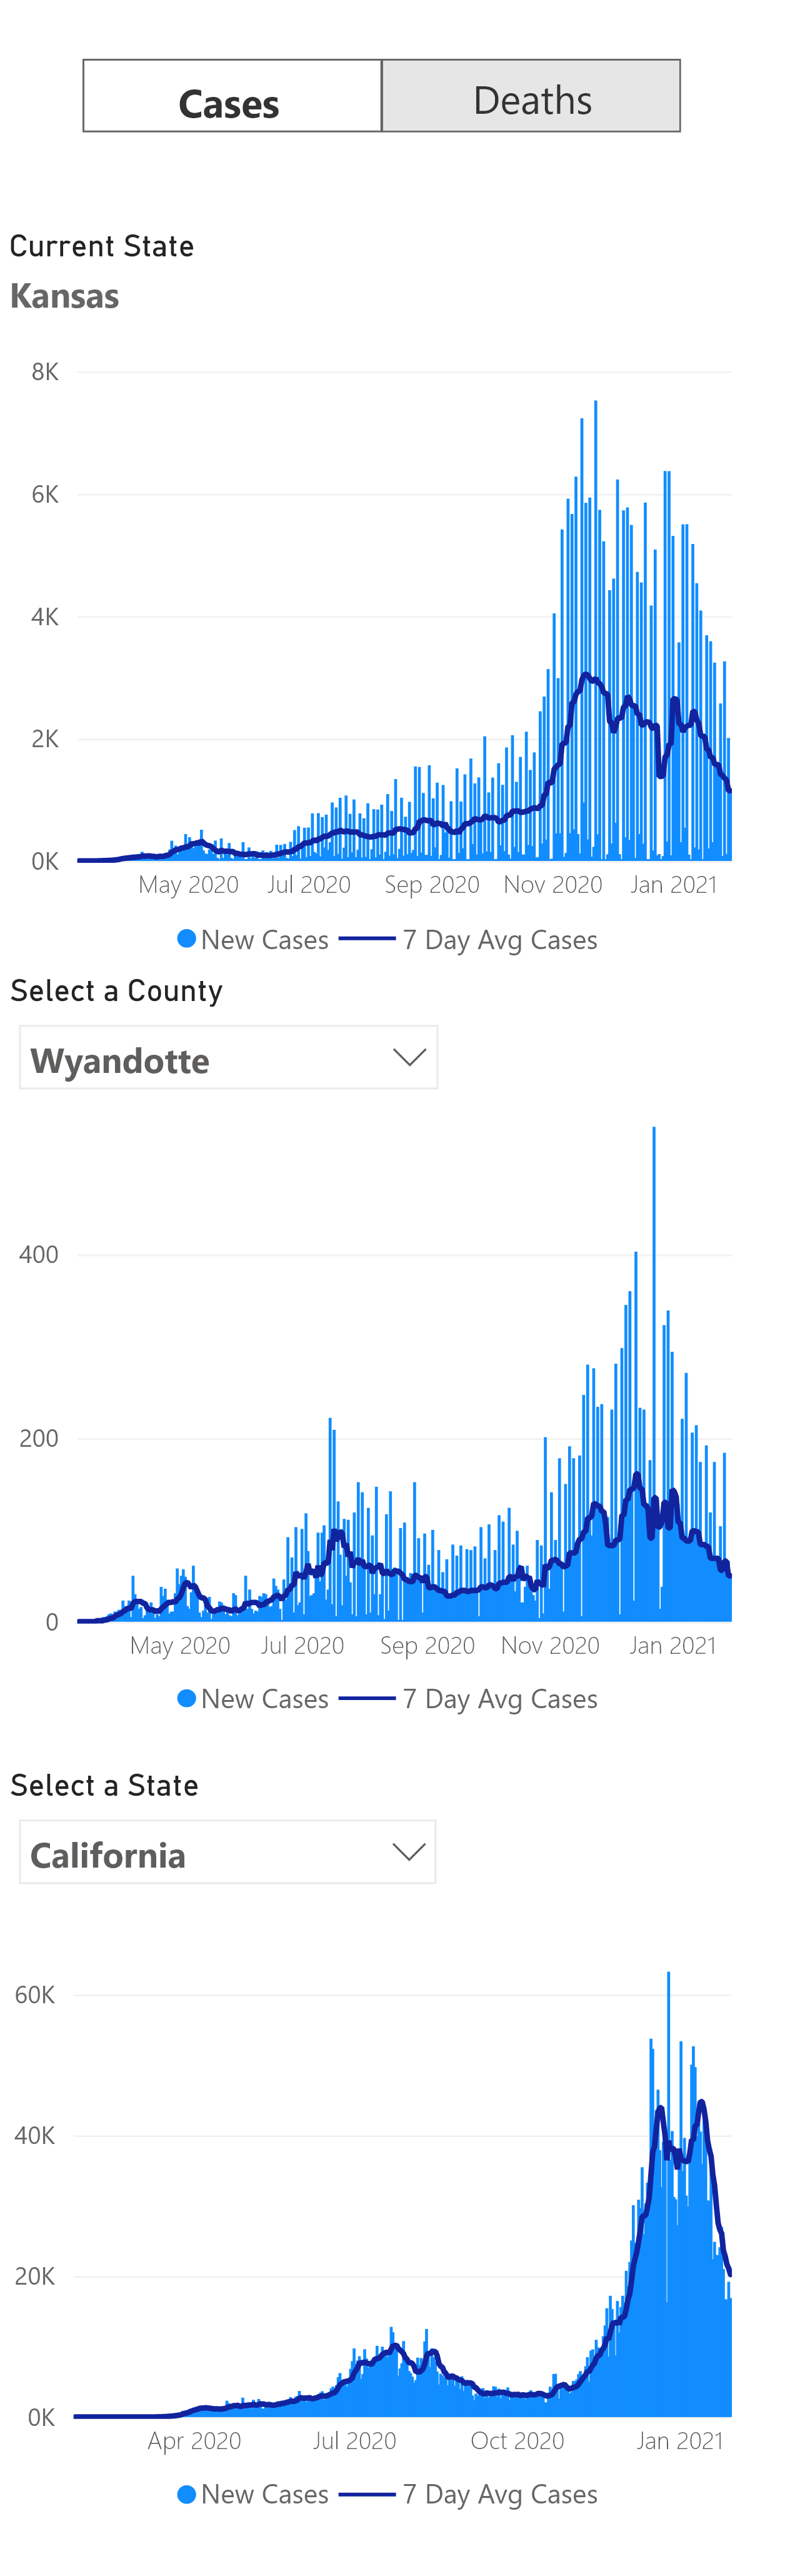 Cases Deaths
Current State
Kansas
8K
6K
4K
2K
0K
May 2020 Jul 2020 Sep 2020 Nov 2020 Jan 2021
New Cases 7 Day Avg Cases
Select a County
Wyandotte
400
200
0
May 2020 Jul 2020 Sep 2020 Nov 2020 Jan 2021
New Cases 7 Day Avg Cases
Select a State
California
60K
40K
20K
0K
Apr 2020 Jul 2020 Oct 2020 Jan 2021
New Cases 7 Day Avg Cases